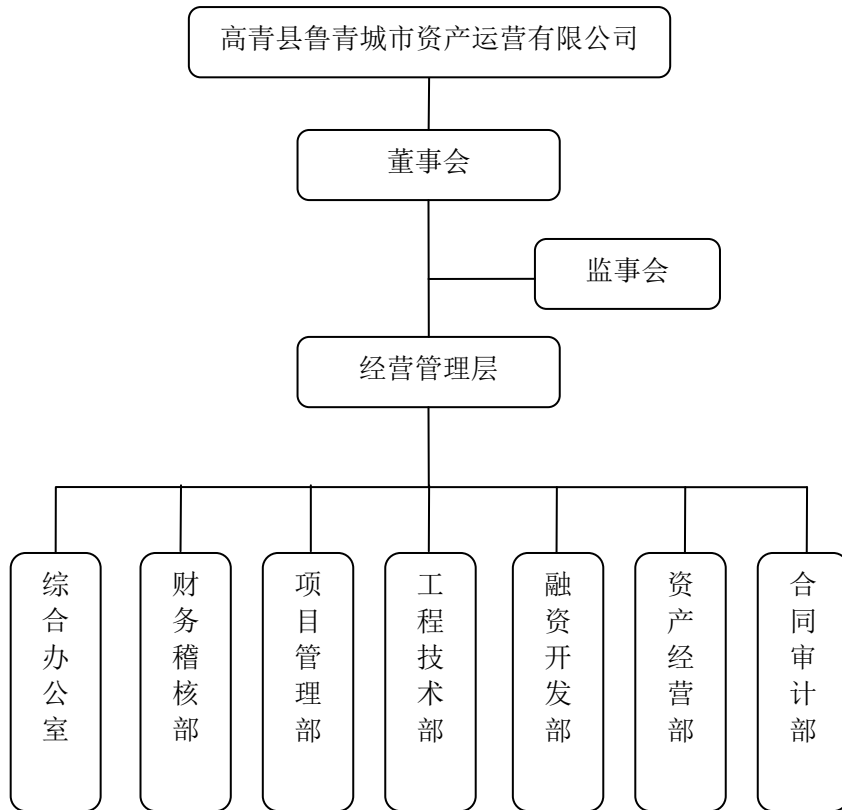 高青县鲁青城市资产运营有限公司
董事会
监事会
经营管理层
综合办公室
财务稽核部
项目管理部
工程技术部
融资开发部
资产经营部
合同审计部